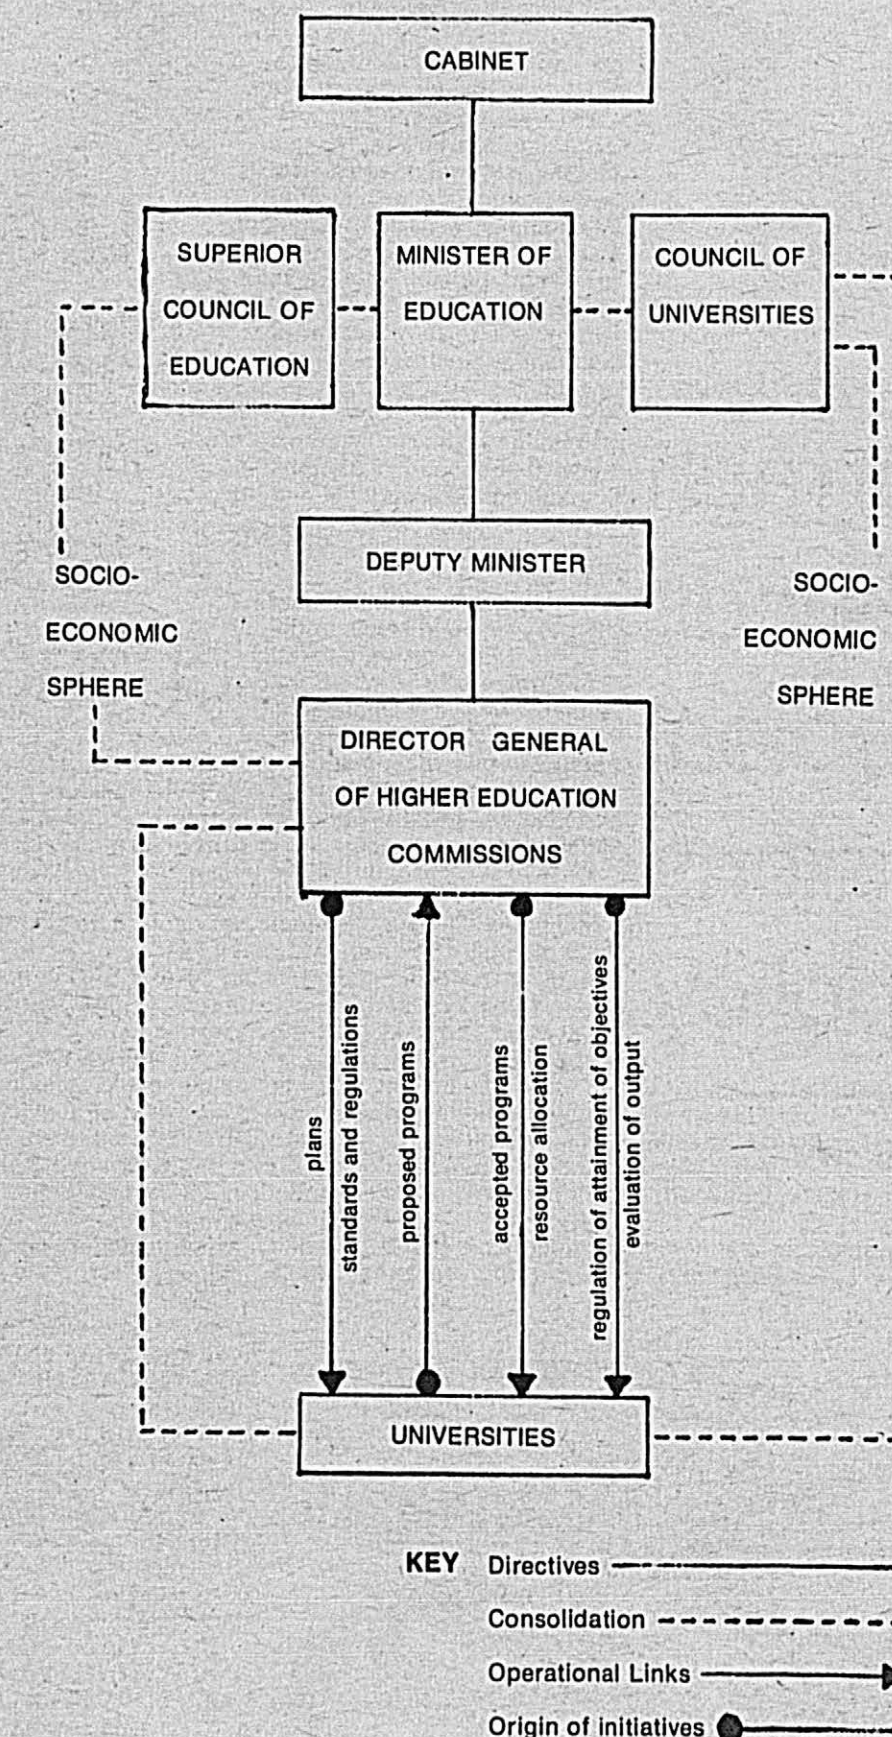 CABINET
SUPERIOR
COUNCIL OF
EDUCATION
MINISTER OF
EDUCATION
COUNCIL OF
UNIVERSITIES
DEPUTY MINISTER
SOCIO-
ECONOMIC
SPHERE
SOCIO-
ECONOMIC
SPHERE
DIRECTOR GENERAL
OF HIGHER EDUCATION
COMMISSIONS
plans
standards and regulations
proposed programs
accepted programs
resource allocation
regulation of attainment of objectives
evaluation of output
UNIVERSITIES
KEY Directives
Consolidation
Operational Links
Origin of initiatives